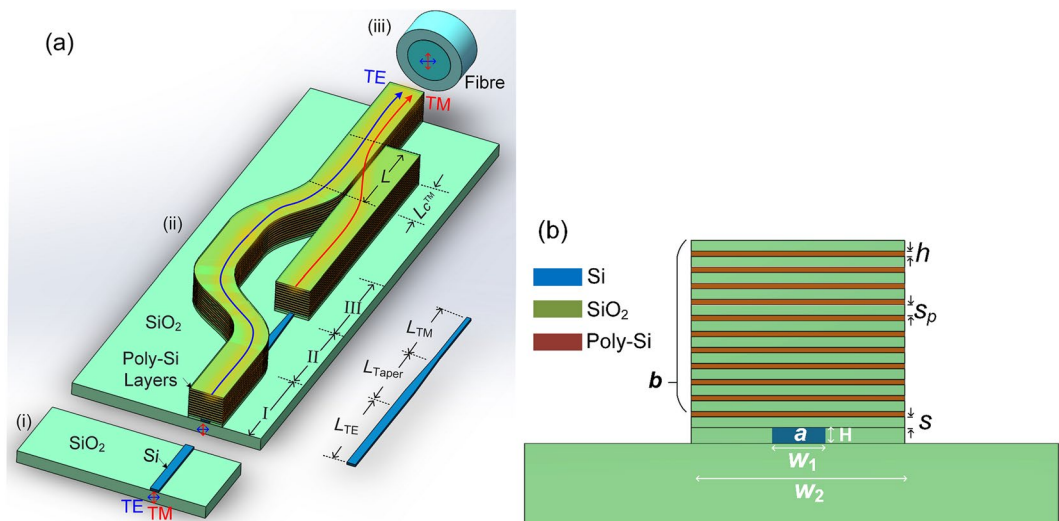 (a)
(iii)
TE
TM
Fibre
L
Lc^TM
(ii)
SiO₂
III
II
I
Poly-Si
Layers
L_TM
L_Taper
L_TE
(i)
SiO₂
Si
TE
TM
(b)
Si
SiO₂
Poly-Si
h
s_p
b
s
a
H
w₁
w₂